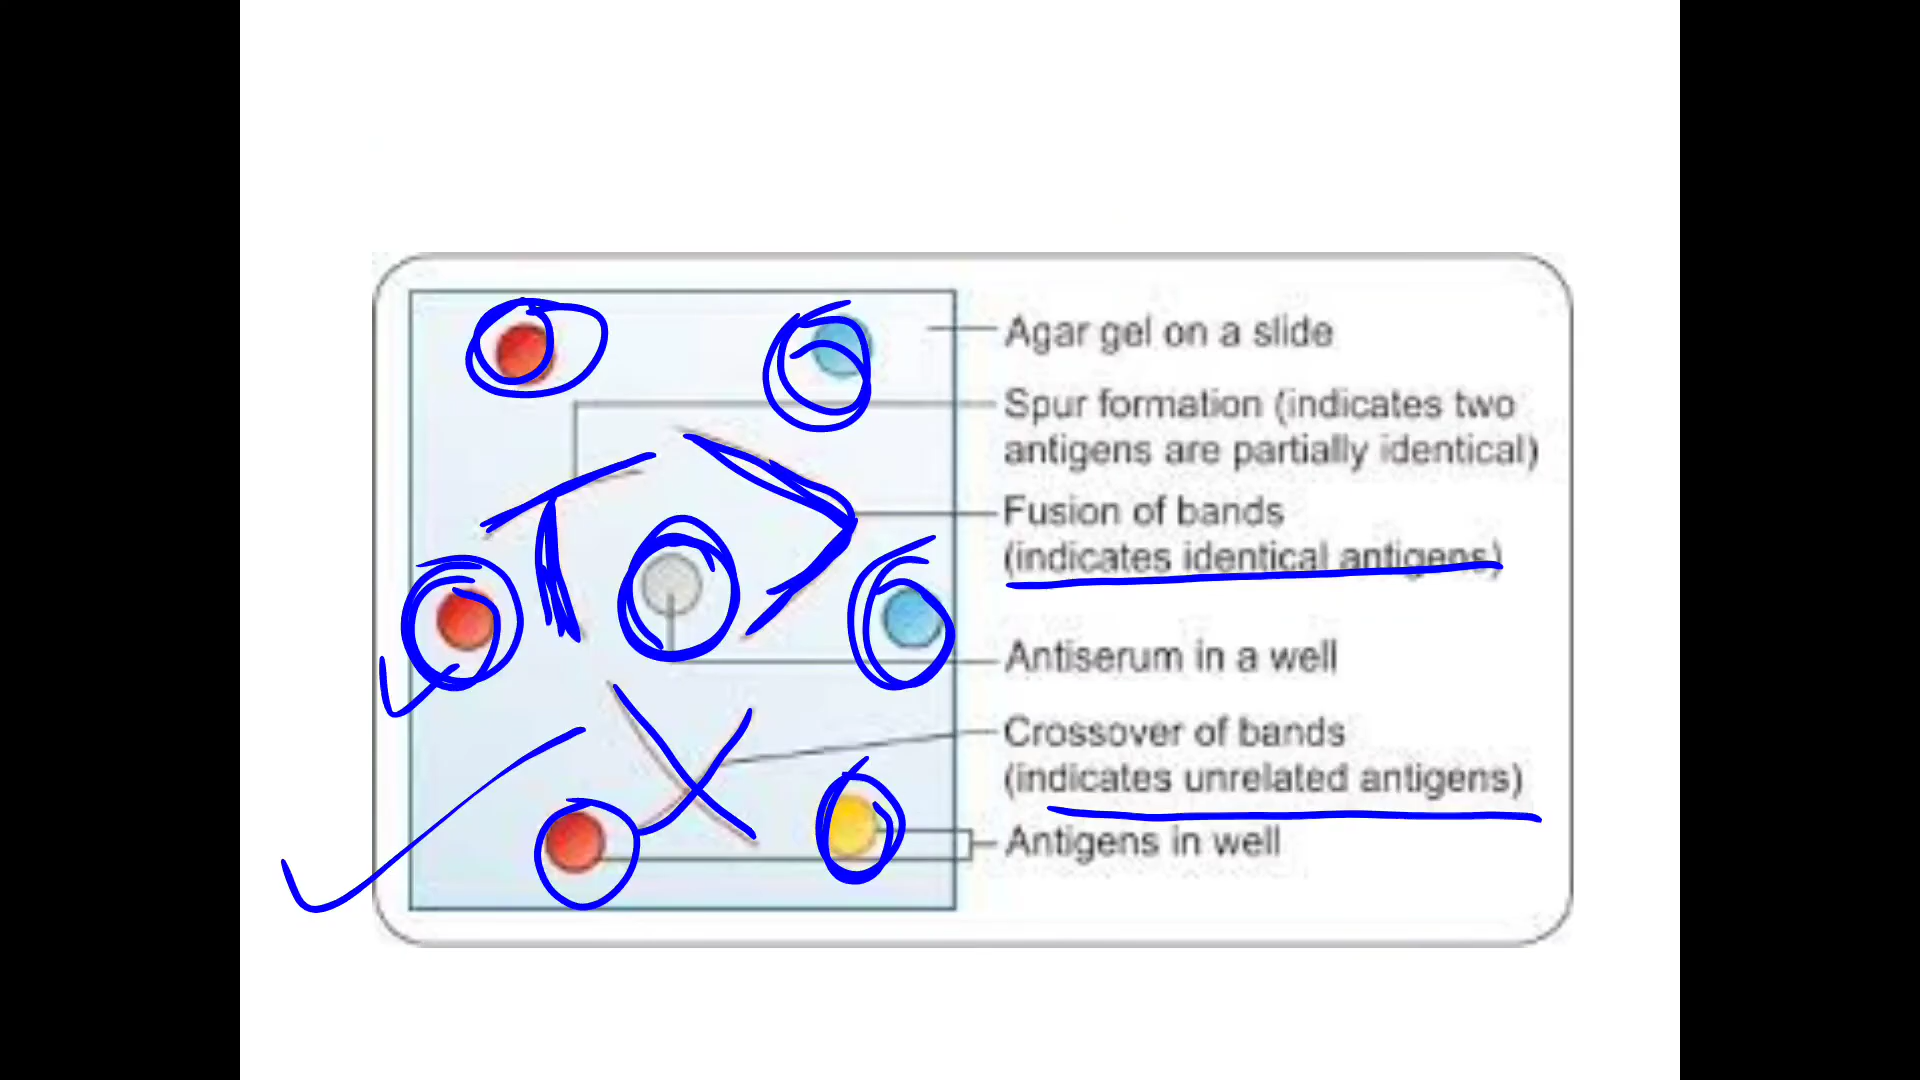 Agar gel on a slide
Spur formation (indicates two
antigens are partially identical)
Fusion of bands
(indicates identical antigens)
Antiserum in a well
Crossover of bands
(indicates unrelated antigens)
Antigens in well